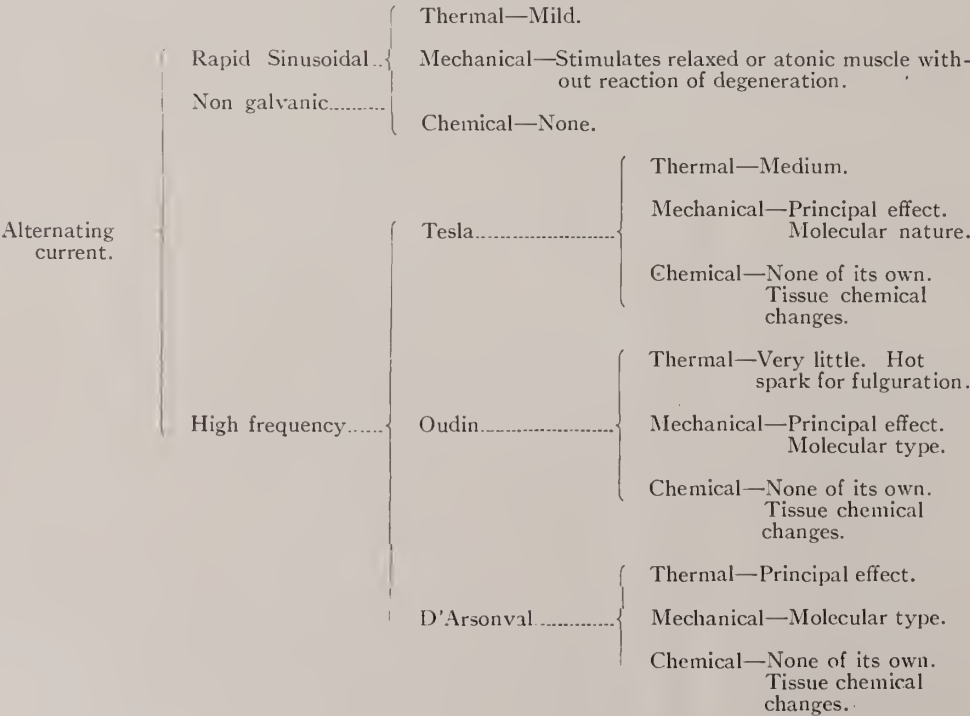 Thermal—Mild.
Rapid Sinusoidal..
Mechanical—Stimulates relaxed or atonic muscle with-
out reaction of degeneration.
Non galvanic..........
Chemical—None.
Alternating
current.
High frequency......
Tesla.......................
Thermal—Medium.
Mechanical—Principal effect.
Molecular nature.
Chemical—None of its own.
Tissue chemical
changes.
Oudin......................
Thermal—Very little. Hot
spark for fulguration.
Mechanical—Principal effect.
Molecular type.
Chemical—None of its own.
Tissue chemical
changes.
D'Arsonval.............
Thermal—Principal effect.
Mechanical—Molecular type.
Chemical—None of its own.
Tissue chemical
changes.